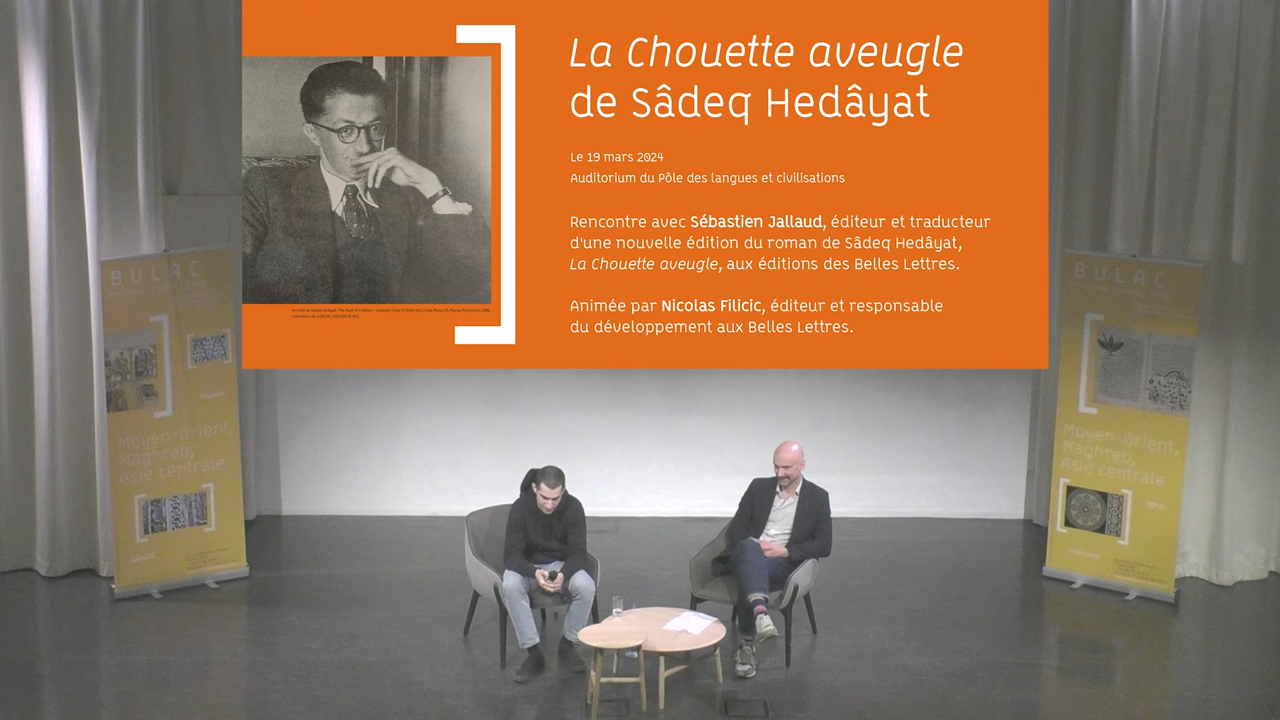 La Chouette aveugle
de Sâdeq Hedâyat
Le 19 mars 2024
Auditorium du Pôle des langues et civilisations
Rencontre avec Sébastien Jallaud, éditeur et traducteur
d'une nouvelle édition du roman de Sâdeq Hedâyat,
La Chouette aveugle, aux éditions des Belles Lettres.
Animée par Nicolas Filicic, éditeur et responsable
du développement aux Belles Lettres.
BULAC
Moyen-Orient,
Maghreb,
Asie centrale
BULAC
Moyen-Orient,
Maghreb,
Asie centrale